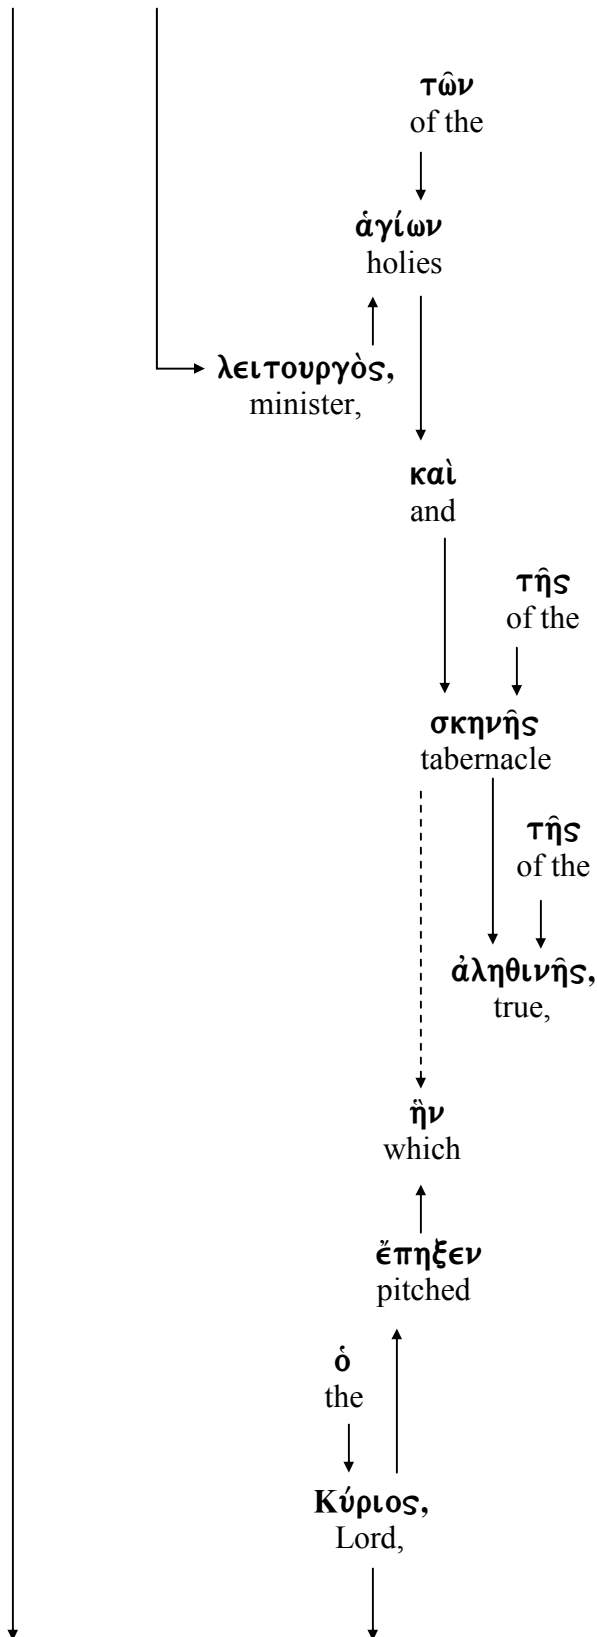 τῶν
of the
ἁγίων
holies
λειτουργὸς,
minister,
καὶ
and
τῆς
of the
σκηνῆς
tabernacle
τῆς
of the
ἀληθινῆς,
true,
ἣν
which
ἔπηξεν
pitched
ὁ
the
Κύριος,
Lord,